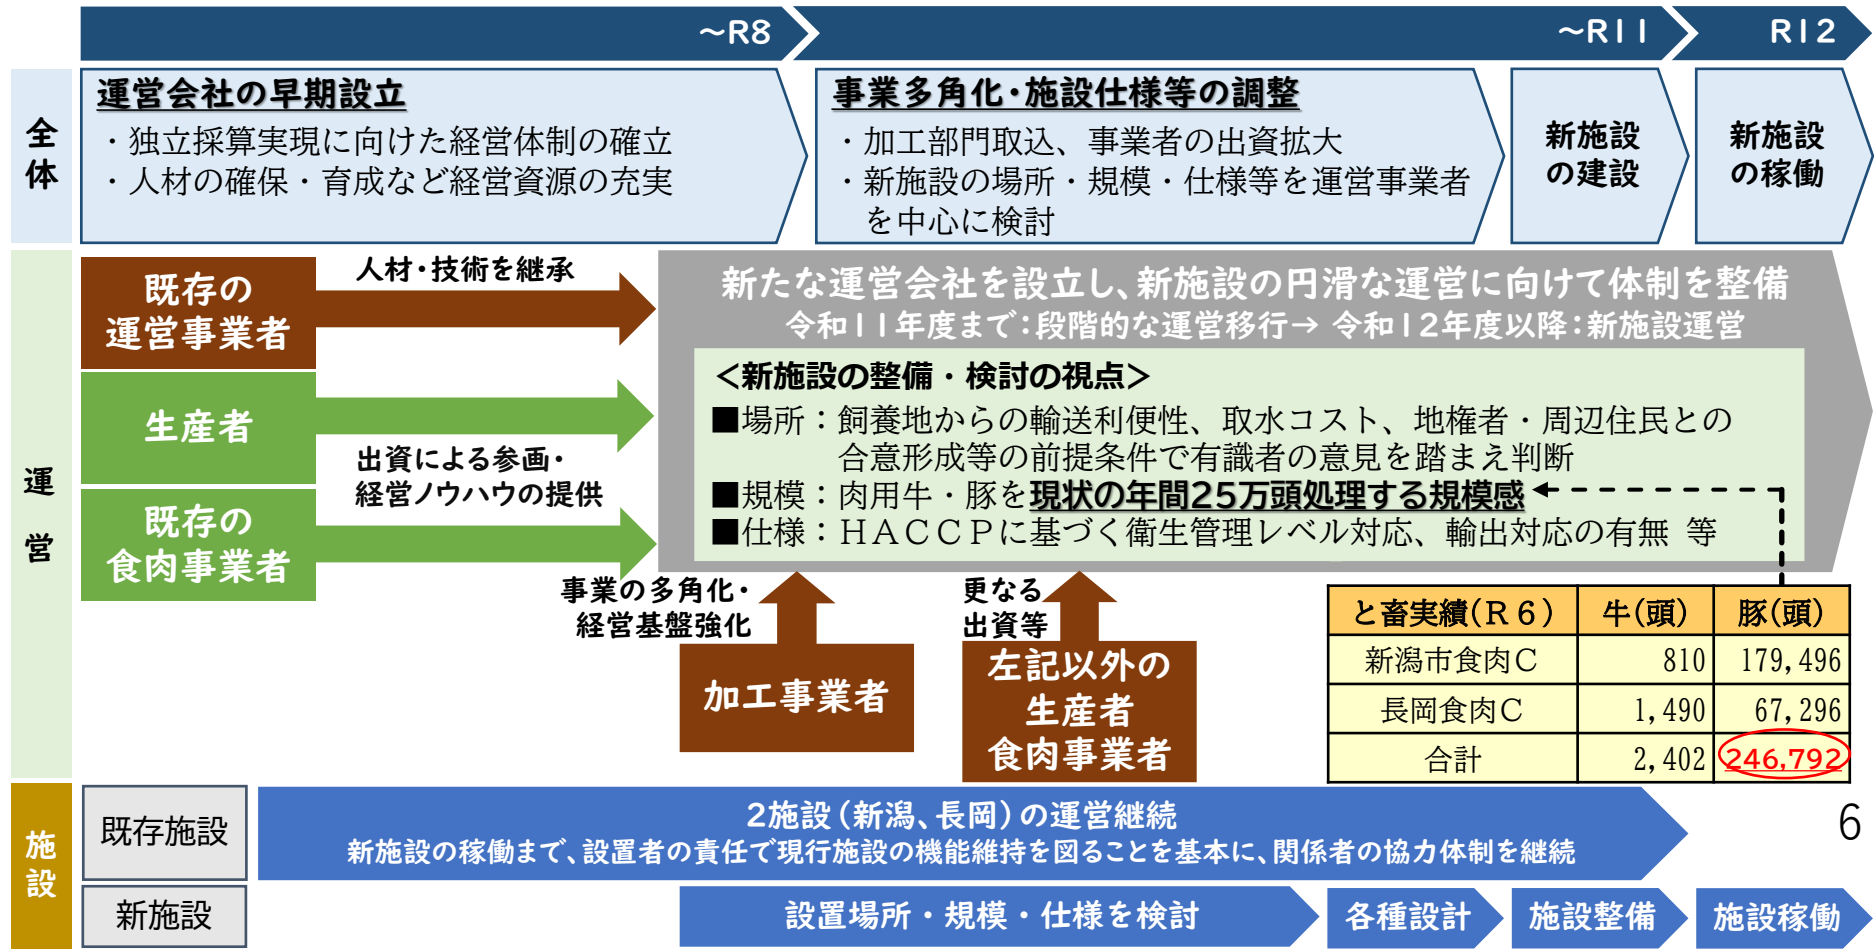 ～R8
～R11
R12
全体
運営会社の早期設立
・独立採算実現に向けた経営体制の確立
・人材の確保・育成など経営資源の充実
事業多角化・施設仕様等の調整
・加工部門取込、事業者の出資拡大
・新施設の場所・規模・仕様等を運営事業者
を中心に検討
新施設
の建設
新施設
の稼働
運営
既存の
運営事業者
人材・技術を継承
生産者
出資による参画・
経営ノウハウの提供
既存の
食肉事業者
新たな運営会社を設立し、新施設の円滑な運営に向けて体制を整備
令和11年度まで：段階的な運営移行→ 令和12年度以降：新施設運営
＜新施設の整備・検討の視点＞
■場所：飼養地からの輸送利便性、取水コスト、地権者・周辺住民との
合意形成等の前提条件で有識者の意見を踏まえ判断
■規模：肉用牛・豚を現状の年間25万頭処理する規模感
■仕様：ＨＡＣＣＰに基づく衛生管理レベル対応、輸出対応の有無 等
事業の多角化・
経営基盤強化
加工事業者
更なる
出資等
左記以外の
生産者
食肉事業者
と畜実績(Ｒ６) 牛(頭) 豚(頭)
新潟市食肉Ｃ 810 179,496
長岡食肉Ｃ 1,490 67,296
合計 2,402 246,792
施設
既存施設
2施設（新潟、長岡）の運営継続
新施設の稼働まで、設置者の責任で現行施設の機能維持を図ることを基本に、関係者の協力体制を継続
6
新施設
設置場所・規模・仕様を検討
各種設計
施設整備
施設稼働